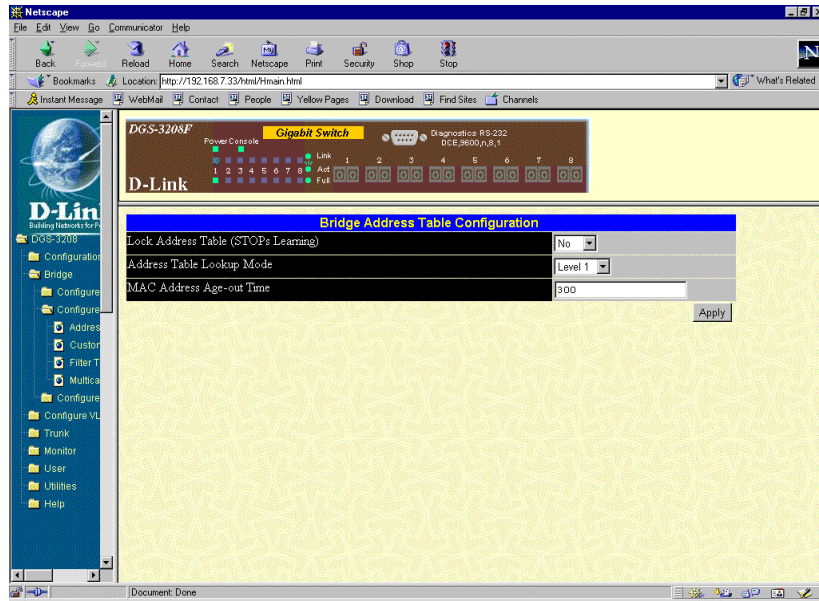 Netscape
File Edit View Go Communicator Help
Back Forward Reload Home Search Netscape Print Security Shop Stop
Bookmarks Location: http://192.168.7.33/html/Hmain.html What's Related
Instant Message WebMail Contact People Yellow Pages Download Find Sites Channels
DGS-3208F
Gigabit Switch
Power Console
Diagnostics RS-232
DCE,9600,n,8,1
Link
Act
Full
1 2 3 4 5 6 7 8
1 2 3 4 5 6 7 8
D-Link
D-Lin
Building Networks for P
DGS-3208
Configuration
Bridge
Configure
Configure
Addres
Custom
Filter T
Multica
Configure
Configure VL
Trunk
Monitor
User
Utilities
Help
Bridge Address Table Configuration
Lock Address Table (STOPs Learning) No
Address Table Lookup Mode Level 1
MAC Address Age-out Time 300
Apply
Document: Done